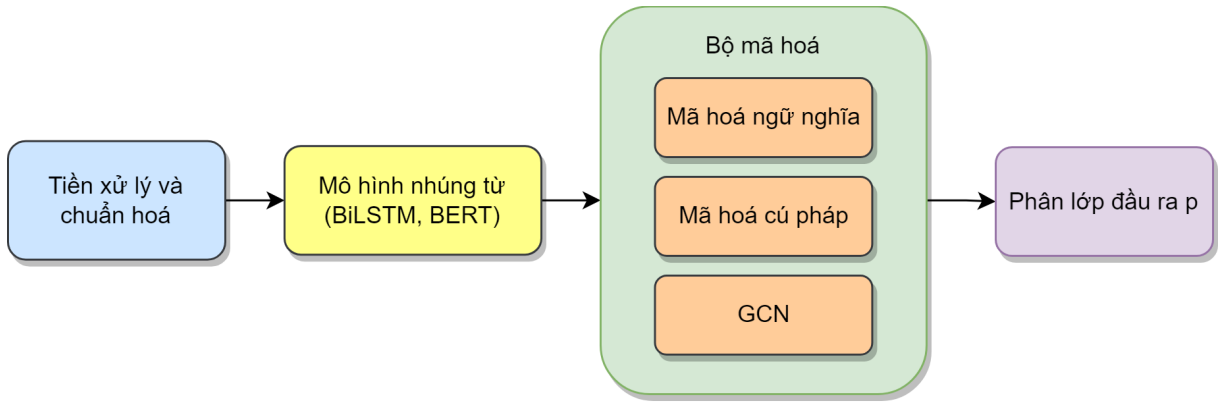 Tiền xử lý và
chuẩn hoá
Mô hình nhúng từ
(BiLSTM, BERT)
Bộ mã hoá
Mã hoá ngữ nghĩa
Mã hoá cú pháp
GCN
Phân lớp đầu ra p